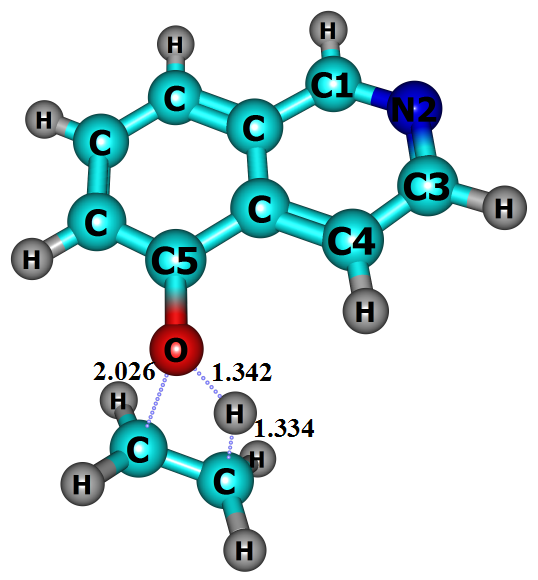 H H
C C1 N2
H C
C C3
C C H
H C5 C4
H
O
2.026 1.342
H H
1.334
C H
H C
H